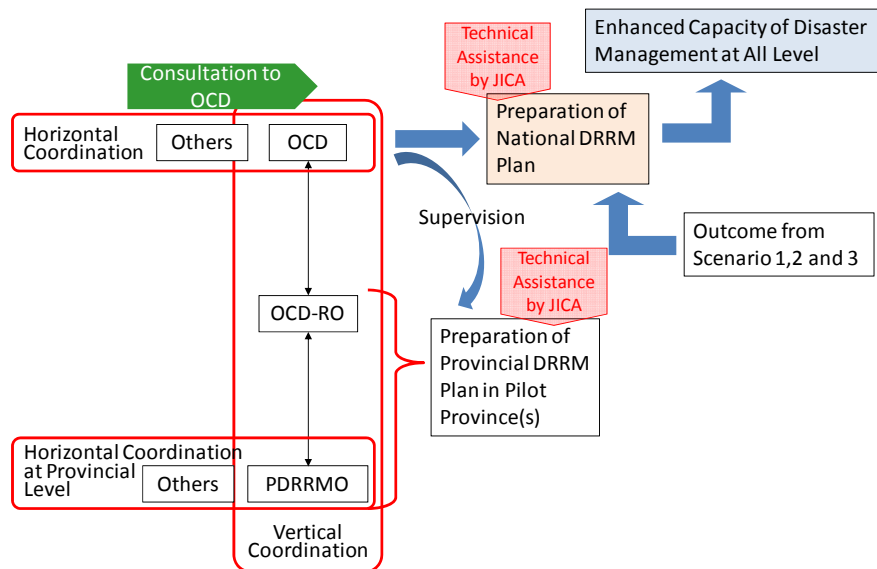 Consultation to
OCD
Technical
Assistance
by JICA
Enhanced Capacity of Disaster
Management at All Level
Horizontal
Coordination
Others
OCD
Preparation of
National DRRM
Plan
Supervision
Outcome from
Scenario 1,2 and 3
Technical
Assistance
by JICA
OCD-RO
Preparation of
Provincial DRRM
Plan in Pilot
Province(s)
Horizontal Coordination
at Provincial
Level
Others
PDRRMO
Vertical
Coordination